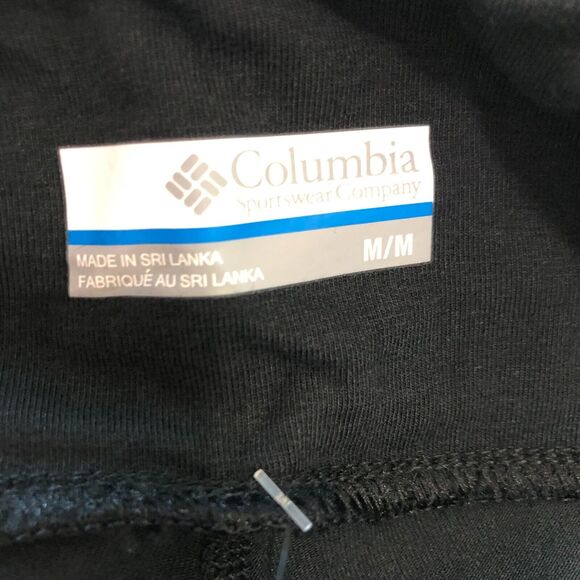 Columbia
Sportswear Company
MADE IN SRI LANKA
FABRIQUÉ AU SRI LANKA
M/M